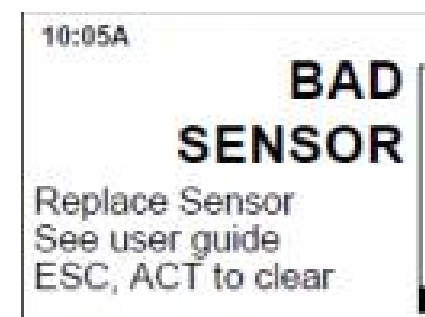 10:05A
BAD
SENSOR
Replace Sensor
See user guide
ESC, ACT to clear